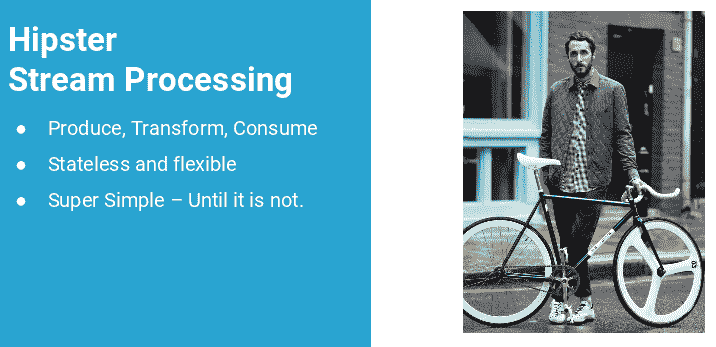 Hipster
Stream Processing
● Produce, Transform, Consume
● Stateless and flexible
● Super Simple – Until it is not.